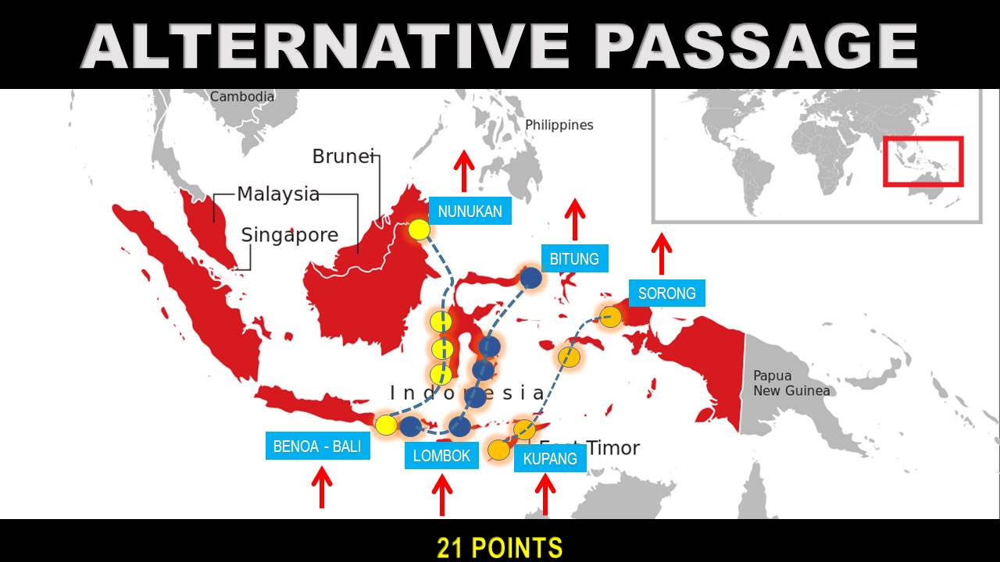 ALTERNATIVE PASSAGE
Cambodia
Philippines
Brunei
Malaysia
NUNUKAN
Singapore
BITUNG
SORONG
Papua
New Guinea
Indonesia
BENOA - BALI
LOMBOK
KUPANG
East Timor
21 POINTS